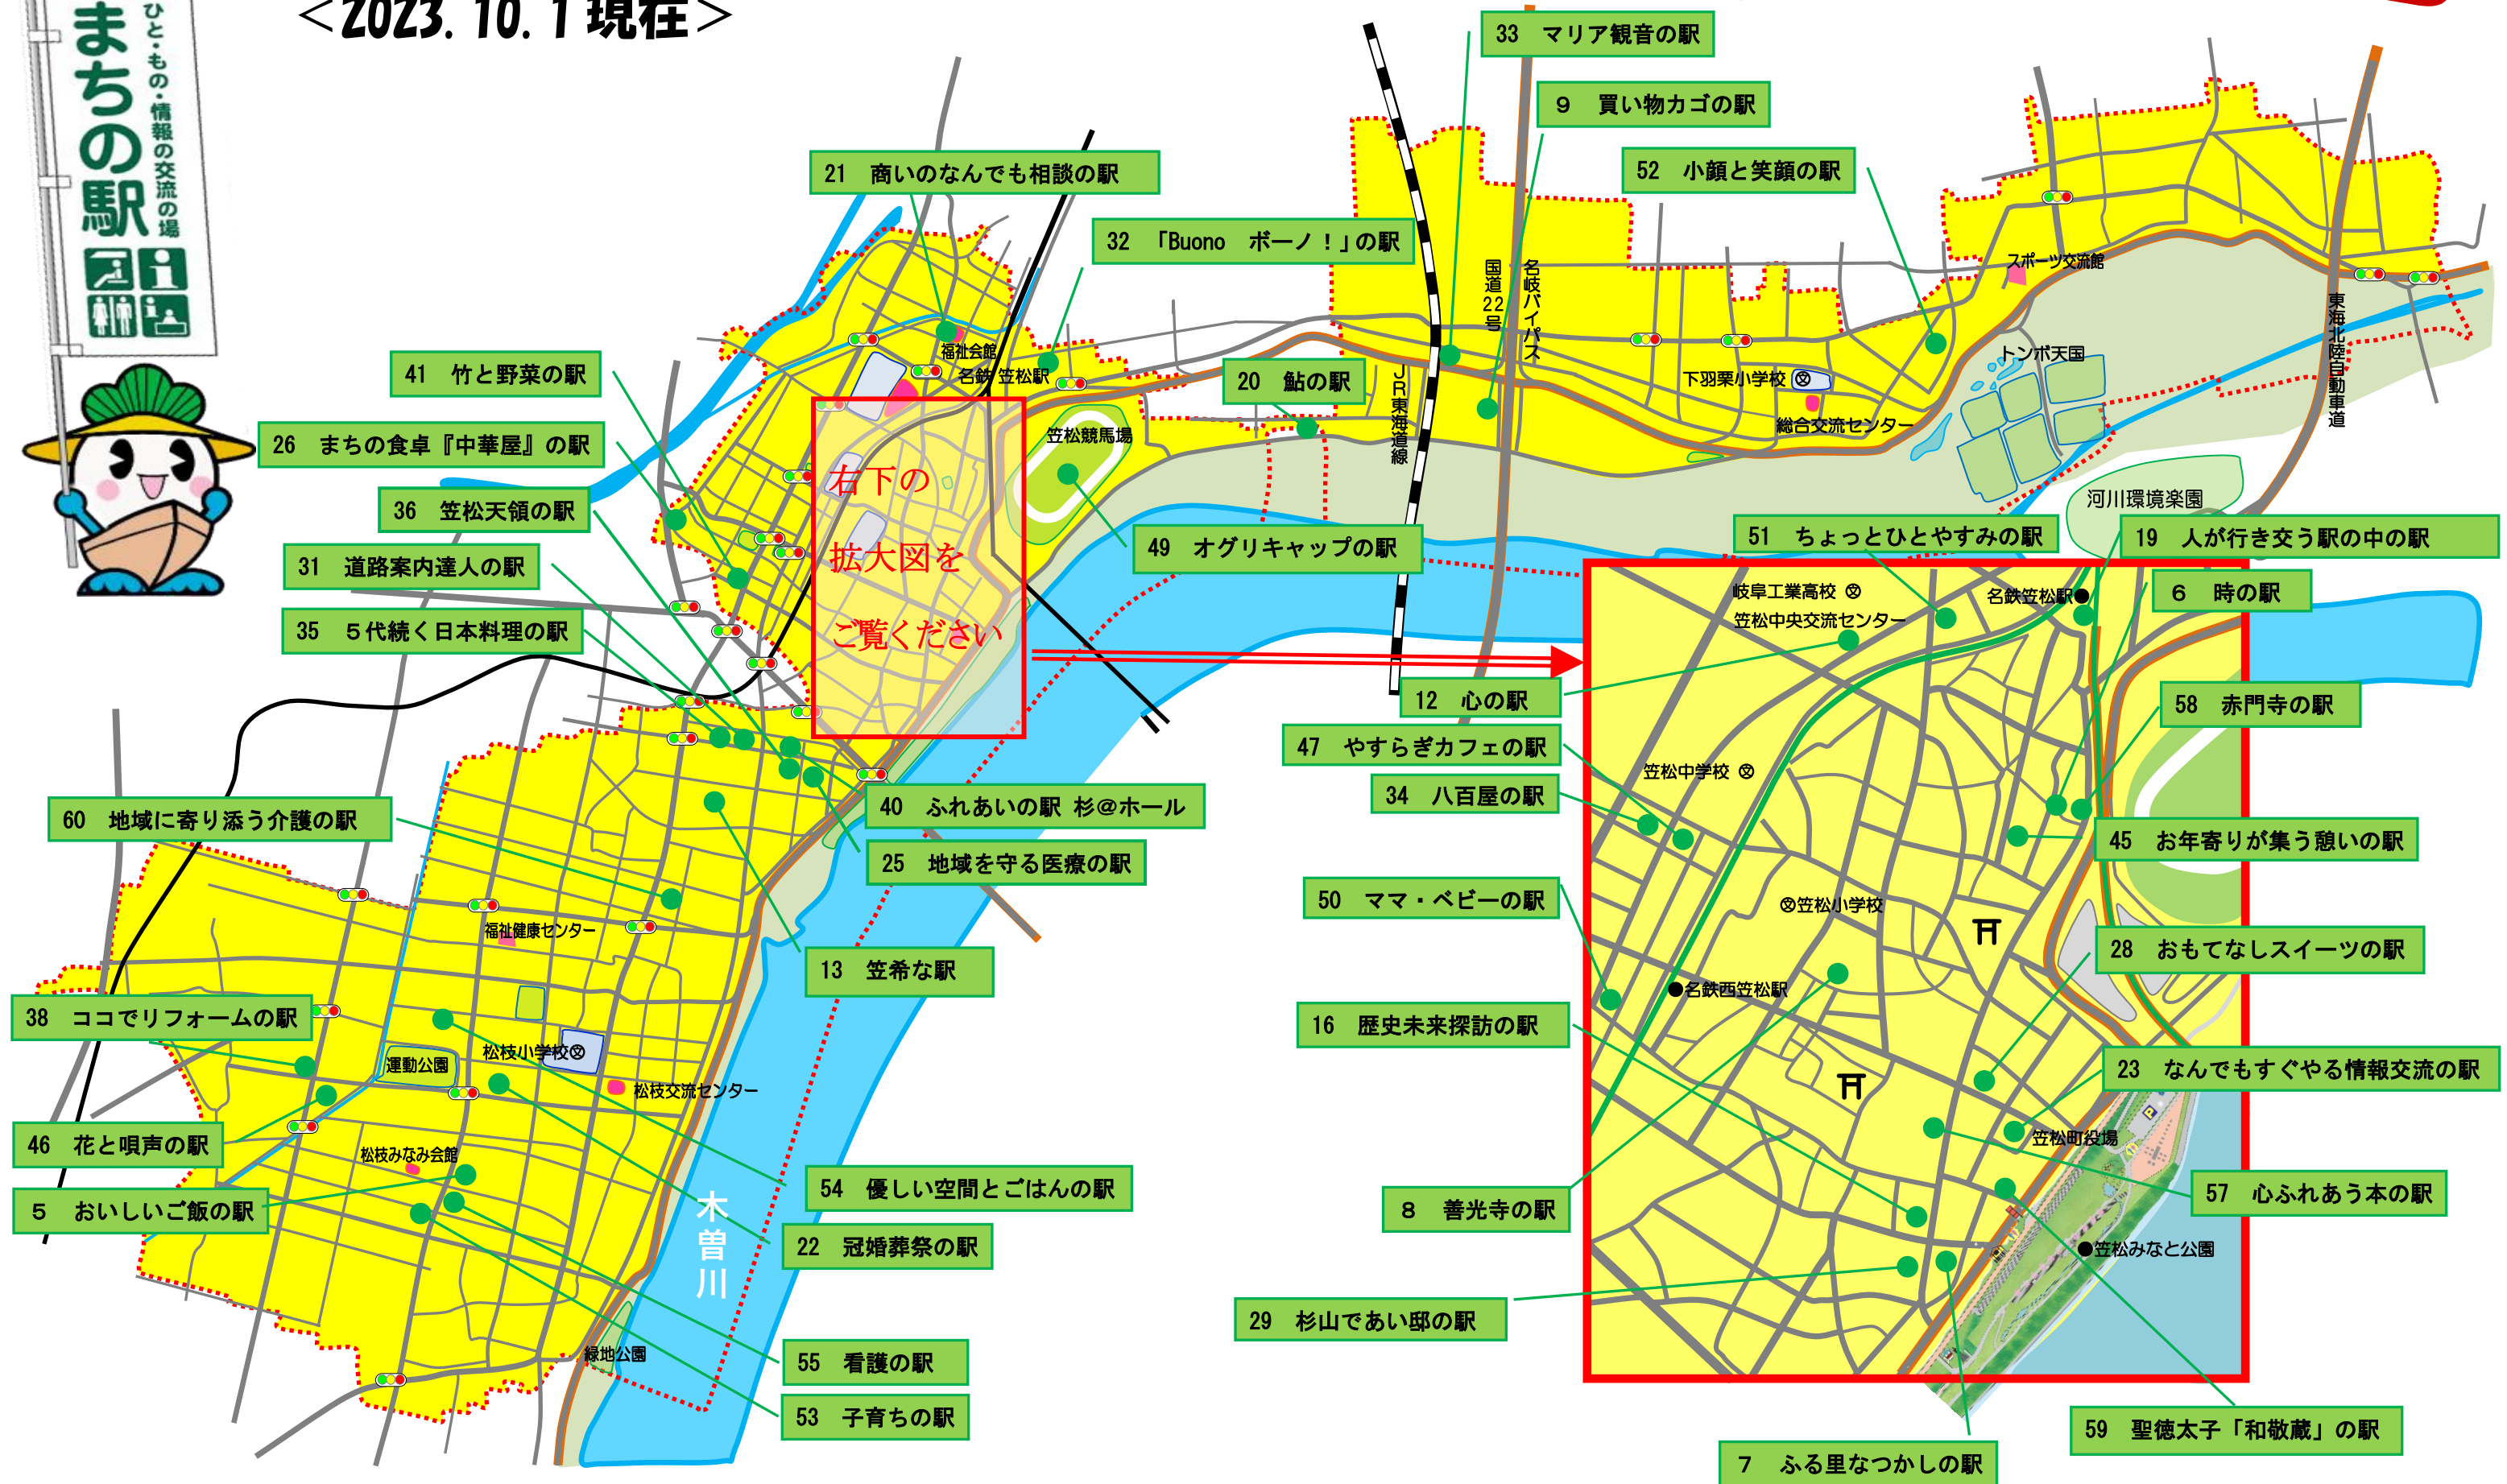 ＜2023. 10. 1 現在＞
まちの駅
ひと・もの・情報の交流の場
33　マリア観音の駅
9　買い物カゴの駅
21　商いのなんでも相談の駅
52　小顔と笑顔の駅
32　「Buono　ボーノ！」の駅
国道22号
名岐バイパス
スポーツ交流館
東海北陸自動車道
福祉会館
名鉄 笠松駅
トンボ天国
41　竹と野菜の駅
20　鮎の駅
JR東海道線
下羽栗小学校
総合交流センター
26　まちの食卓『中華屋』の駅
笠松競馬場
右下の
拡大図を
ご覧ください
河川環境楽園
36　笠松天領の駅
49　オグリキャップの駅
51　ちょっとひとやすみの駅
19　人が行き交う駅の中の駅
31　道路案内達人の駅
岐阜工業高校
名鉄笠松駅
6　時の駅
35　５代続く日本料理の駅
笠松中央交流センター
12　心の駅
58　赤門寺の駅
47　やすらぎカフェの駅
笠松中学校
34　八百屋の駅
60　地域に寄り添う介護の駅
40　ふれあいの駅 杉＠ホール
45　お年寄りが集う憩いの駅
25　地域を守る医療の駅
50　ママ・ベビーの駅
笠松小学校
福祉健康センター
28　おもてなしスイーツの駅
13　笠希な駅
名鉄西笠松駅
38　ココでリフォームの駅
16　歴史未来探訪の駅
運動公園
松枝小学校
23　なんでもすぐやる情報交流の駅
松枝交流センター
46　花と唄声の駅
笠松町役場
松枝みなみ会館
54　優しい空間とごはんの駅
57　心ふれあう本の駅
5　おいしいご飯の駅
8　善光寺の駅
木曽川
22　冠婚葬祭の駅
笠松みなと公園
P
29　杉山であい邸の駅
緑地公園
55　看護の駅
53　子育ちの駅
59　聖徳太子「和敬蔵」の駅
7　ふる里なつかしの駅